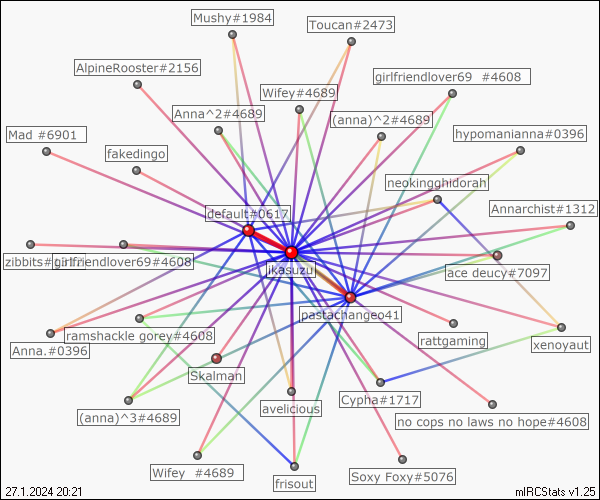 Mushy#1984
Toucan#2473
AlpineRooster#2156
girlfriendlover69 #4608
Wifey#4689
Anna^2#4689
(anna)^2#4689
Mad #6901
hypomanianna#0396
fakedingo
neokingghidorah
default#0617
Annarchist#1312
girlfriendlover69#4608
ikasuzu
ace deucy#7097
pastachangeo41
ramshackle gorey#4608
rattgaming
xenoyaut
Anna.#0396
Skalman
avelicious
Cypha#1717
(anna)^3#4689
no cops no laws no hope#4608
Wifey #4689
frisout
Soxy Foxy#5076
27.1.2024 20:21
mIRCStats v1.25